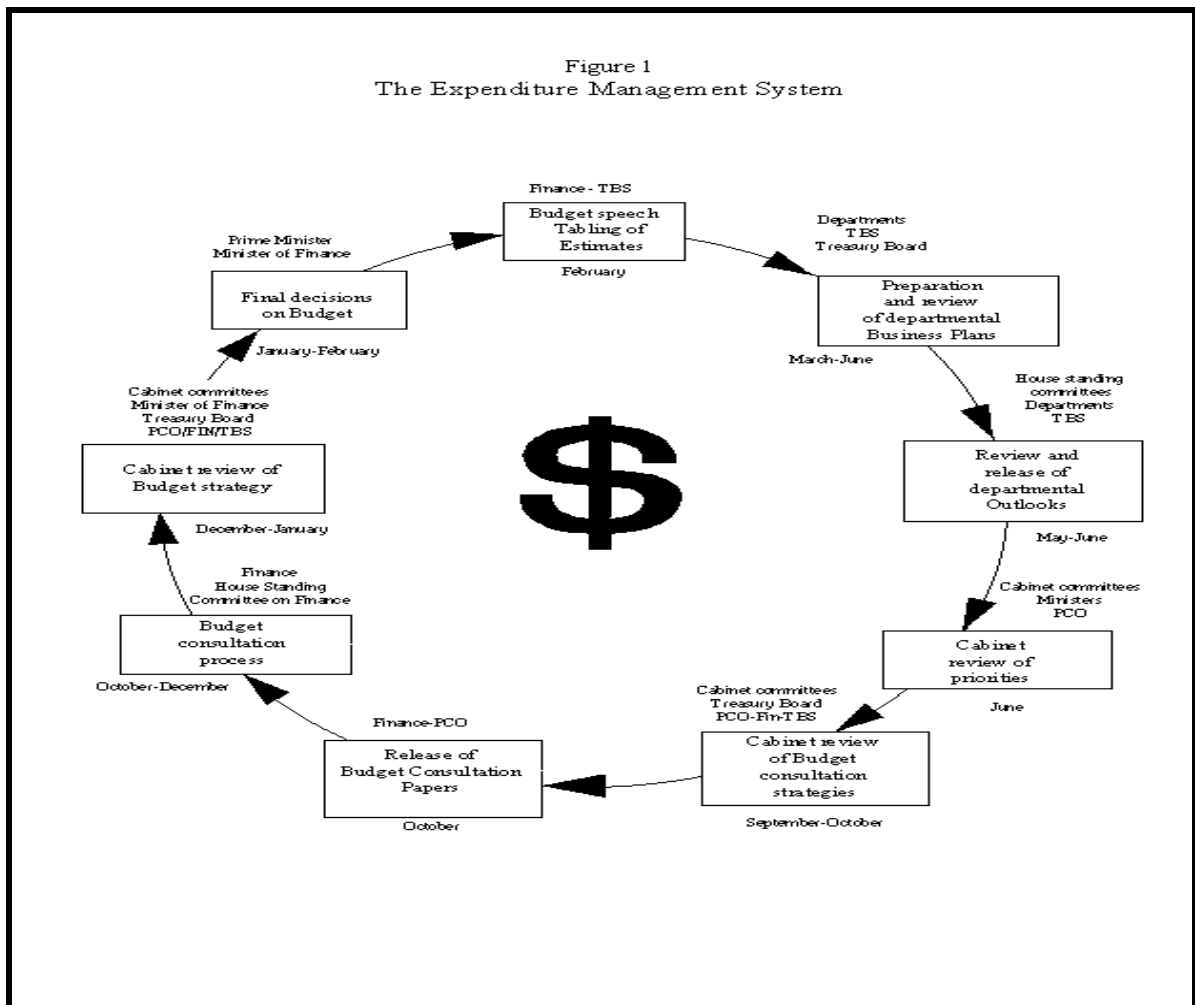 Figure 1
The Expenditure Management System
Finance - TBS
Budget speech
Tabling of
Estimates
February
Departments
TBS
Treasury Board
Preparation
and review
of departmental
Business Plans
March-June
House standing
committees
Departments
TBS
Review and
release of
departmental
Outlooks
May-June
Cabinet committees
Ministers
PCO
Cabinet
review of
priorities
June
Cabinet committees
Treasury Board
PCO-Fin-TBS
Cabinet review
of Budget
consultation
strategies
September-October
Finance-PCO
Release of
Budget Consultation
Papers
October
Finance
House Standing
Committee on Finance
Budget
consultation
process
October-December
Cabinet committees
Minister of Finance
Treasury Board
PCO/FIN/TBS
Cabinet review of
Budget strategy
December-January
Prime Minister
Minister of Finance
Final decisions
on Budget
January-February
$